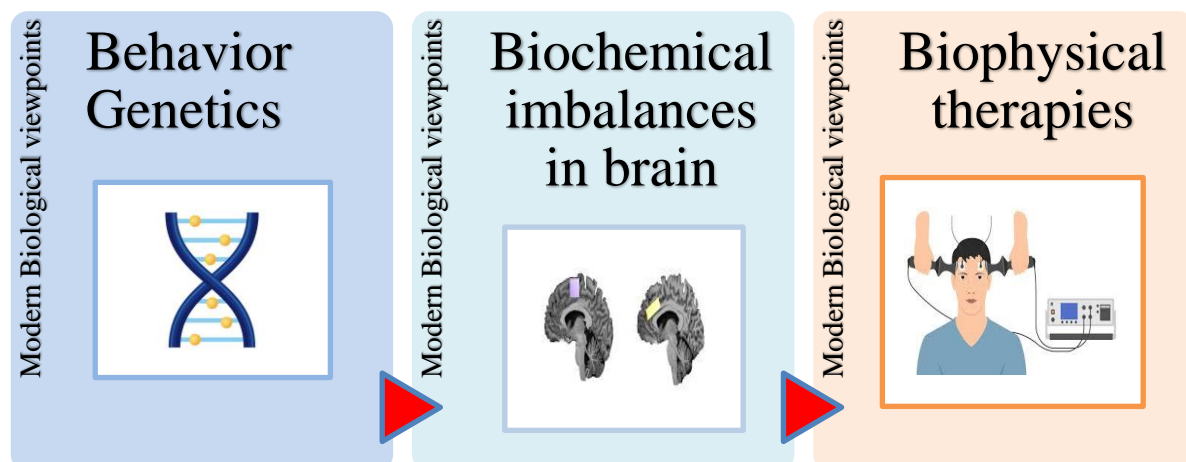 Modern Biological viewpoints
Behavior
Genetics
Modern Biological viewpoints
Biochemical
imbalances
in brain
Modern Biological viewpoints
Biophysical
therapies